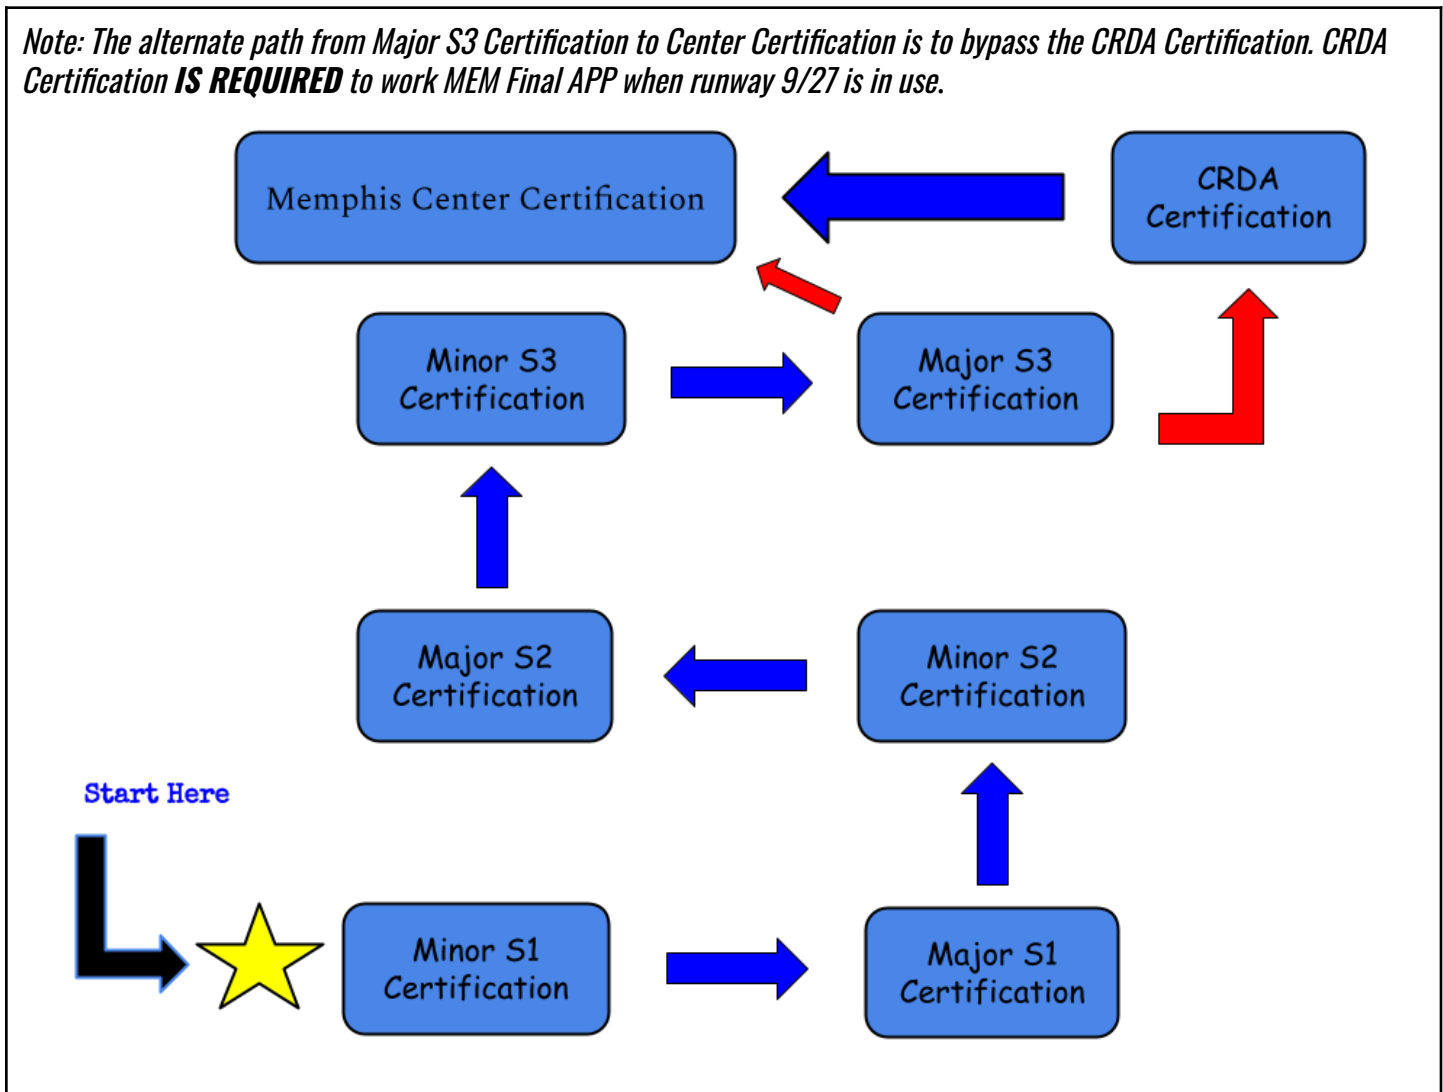 Note: The alternate path from Major S3 Certification to Center Certification is to bypass the CRDA Certification. CRDA
Certification IS REQUIRED to work MEM Final APP when runway 9/27 is in use.
Memphis Center Certification
CRDA
Certification
Minor S3
Certification
Major S3
Certification
Major S2
Certification
Minor S2
Certification
Start Here
Minor S1
Certification
Major S1
Certification